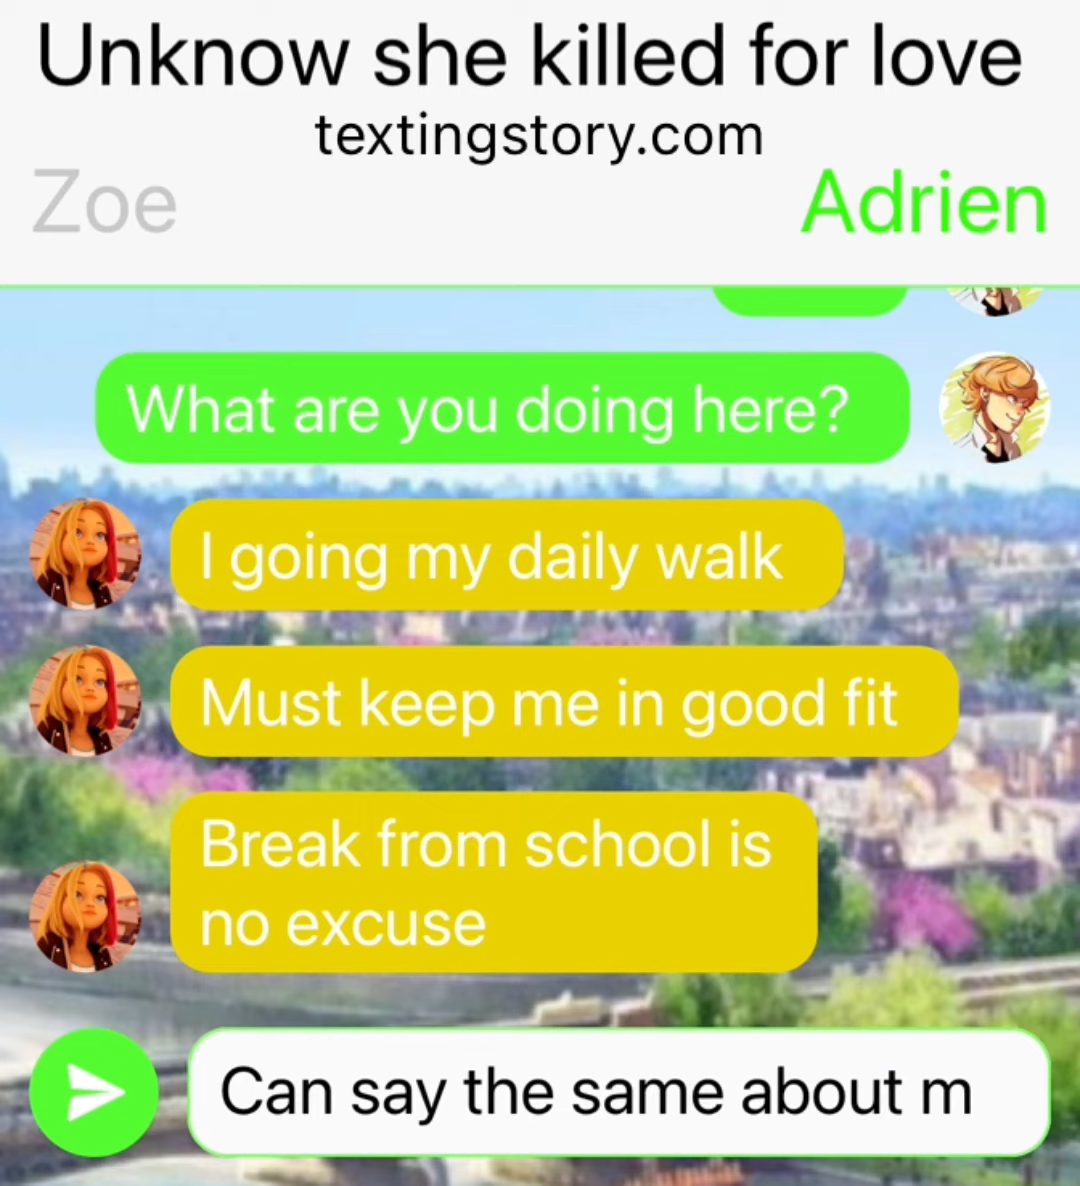 Unknow she killed for love
textingstory.com
Zoe
Adrien
What are you doing here?
I going my daily walk
Must keep me in good fit
Break from school is
no excuse
Can say the same about m